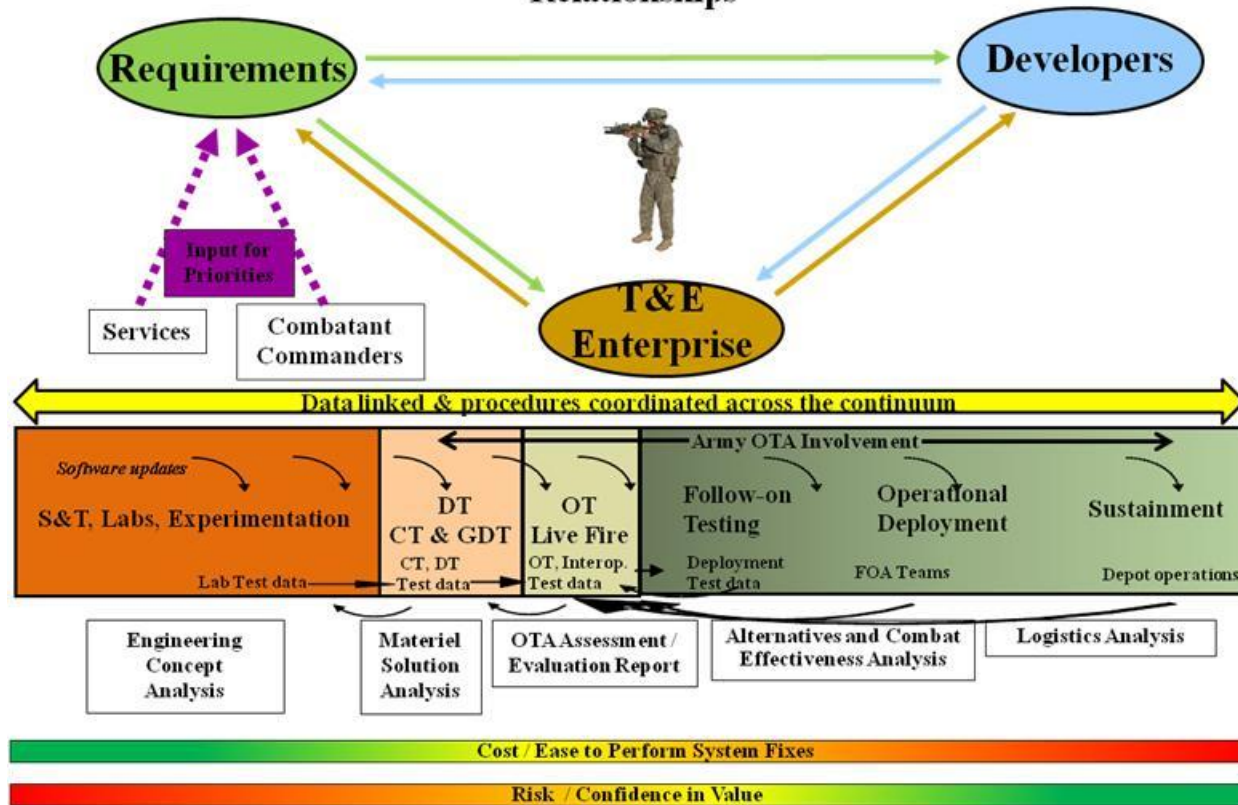 Relationships
Requirements
Developers
Input for
Priorities
Services
Combatant
Commanders
T&E
Enterprise
Data linked & procedures coordinated across the continuum
Army OTA Involvement
Software updates
S&T, Labs, Experimentation
Lab Test data
DT
CT & GDT
CT, DT
Test data
OT
Live Fire
OT, Interop.
Test data
Follow-on
Testing
Deployment
Test data
Operational
Deployment
FOA Teams
Sustainment
Depot operations
Engineering
Concept
Analysis
Materiel
Solution
Analysis
OTA Assessment /
Evaluation Report
Alternatives and Combat
Effectiveness Analysis
Logistics Analysis
Cost / Ease to Perform System Fixes
Risk / Confidence in Value